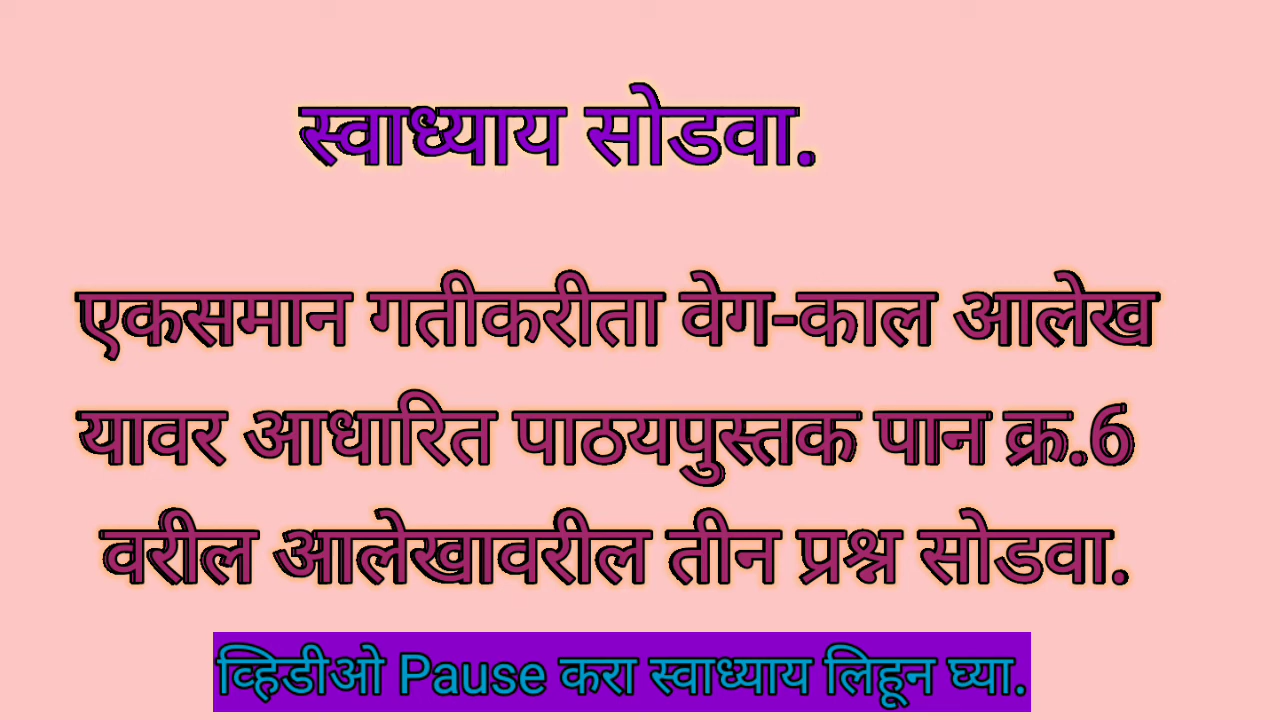 स्वाध्याय सोडवा.
एकसमान गतीकरीता वेग-काल आलेख
यावर आधारित पाठयपुस्तक पान क्र.6
वरील आलेखावरील तीन प्रश्न सोडवा.
व्हिडीओ Pause करा स्वाध्याय लिहून घ्या.